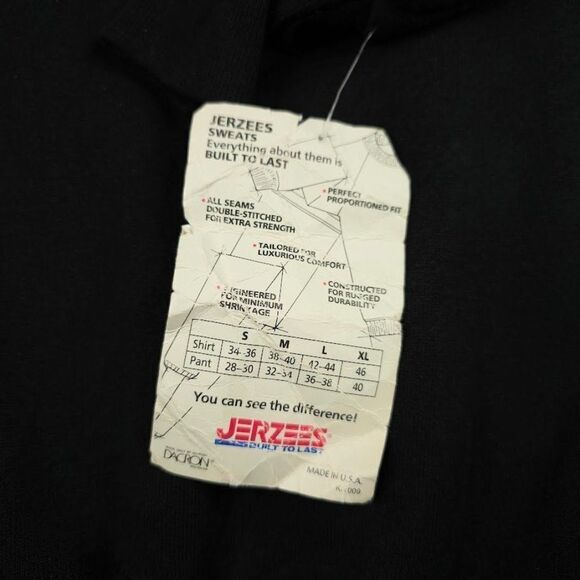 JERZEES
SWEATS
Everything about them is
BUILT TO LAST
• PERFECT
PROPORTIONED FIT
• ALL SEAMS
DOUBLE-STITCHED
FOR EXTRA STRENGTH
• TAILORED FOR
LUXURIOUS COMFORT
• CONSTRUCTED
FOR RUGGED
DURABILITY
• ENGINEERED
FOR MINIMUM
SHRINKAGE
S M L XL
Shirt 34-36 38-40 42-44 46
Pant 28-30 32-34 36-38 40
You can see the difference!
JERZEES
BUILT TO LAST
DACRON
MADE IN U.S.A.